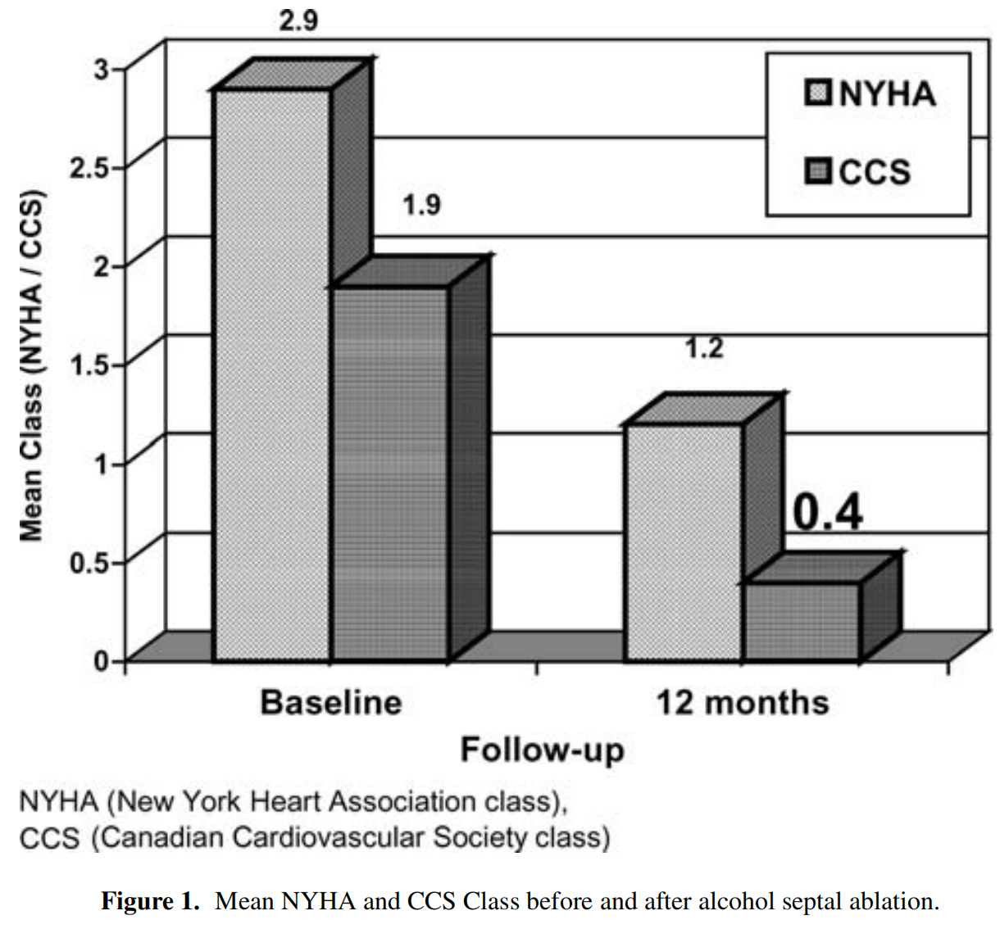 2.9
3
2.5
2
1.5
1
0.5
0
Mean Class (NYHA / CCS)
NYHA
CCS
1.9
1.2
0.4
Baseline
12 months
Follow-up
NYHA (New York Heart Association class),
CCS (Canadian Cardiovascular Society class)
Figure 1. Mean NYHA and CCS Class before and after alcohol septal ablation.